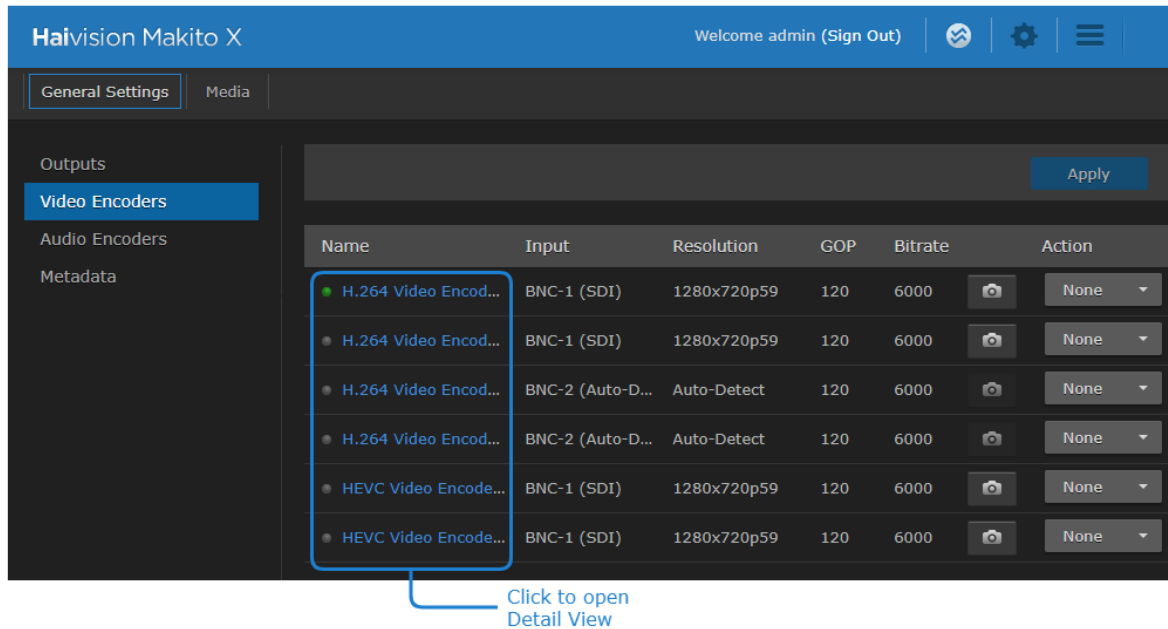 Haivision Makito X
Welcome admin (Sign Out)
General Settings
Media
Outputs
Video Encoders
Audio Encoders
Metadata
Apply
Name Input Resolution GOP Bitrate Action
H.264 Video Encod... BNC-1 (SDI) 1280x720p59 120 6000 None
H.264 Video Encod... BNC-1 (SDI) 1280x720p59 120 6000 None
H.264 Video Encod... BNC-2 (Auto-D... Auto-Detect 120 6000 None
H.264 Video Encod... BNC-2 (Auto-D... Auto-Detect 120 6000 None
HEVC Video Encode... BNC-1 (SDI) 1280x720p59 120 6000 None
HEVC Video Encode... BNC-1 (SDI) 1280x720p59 120 6000 None
Click to open
Detail View